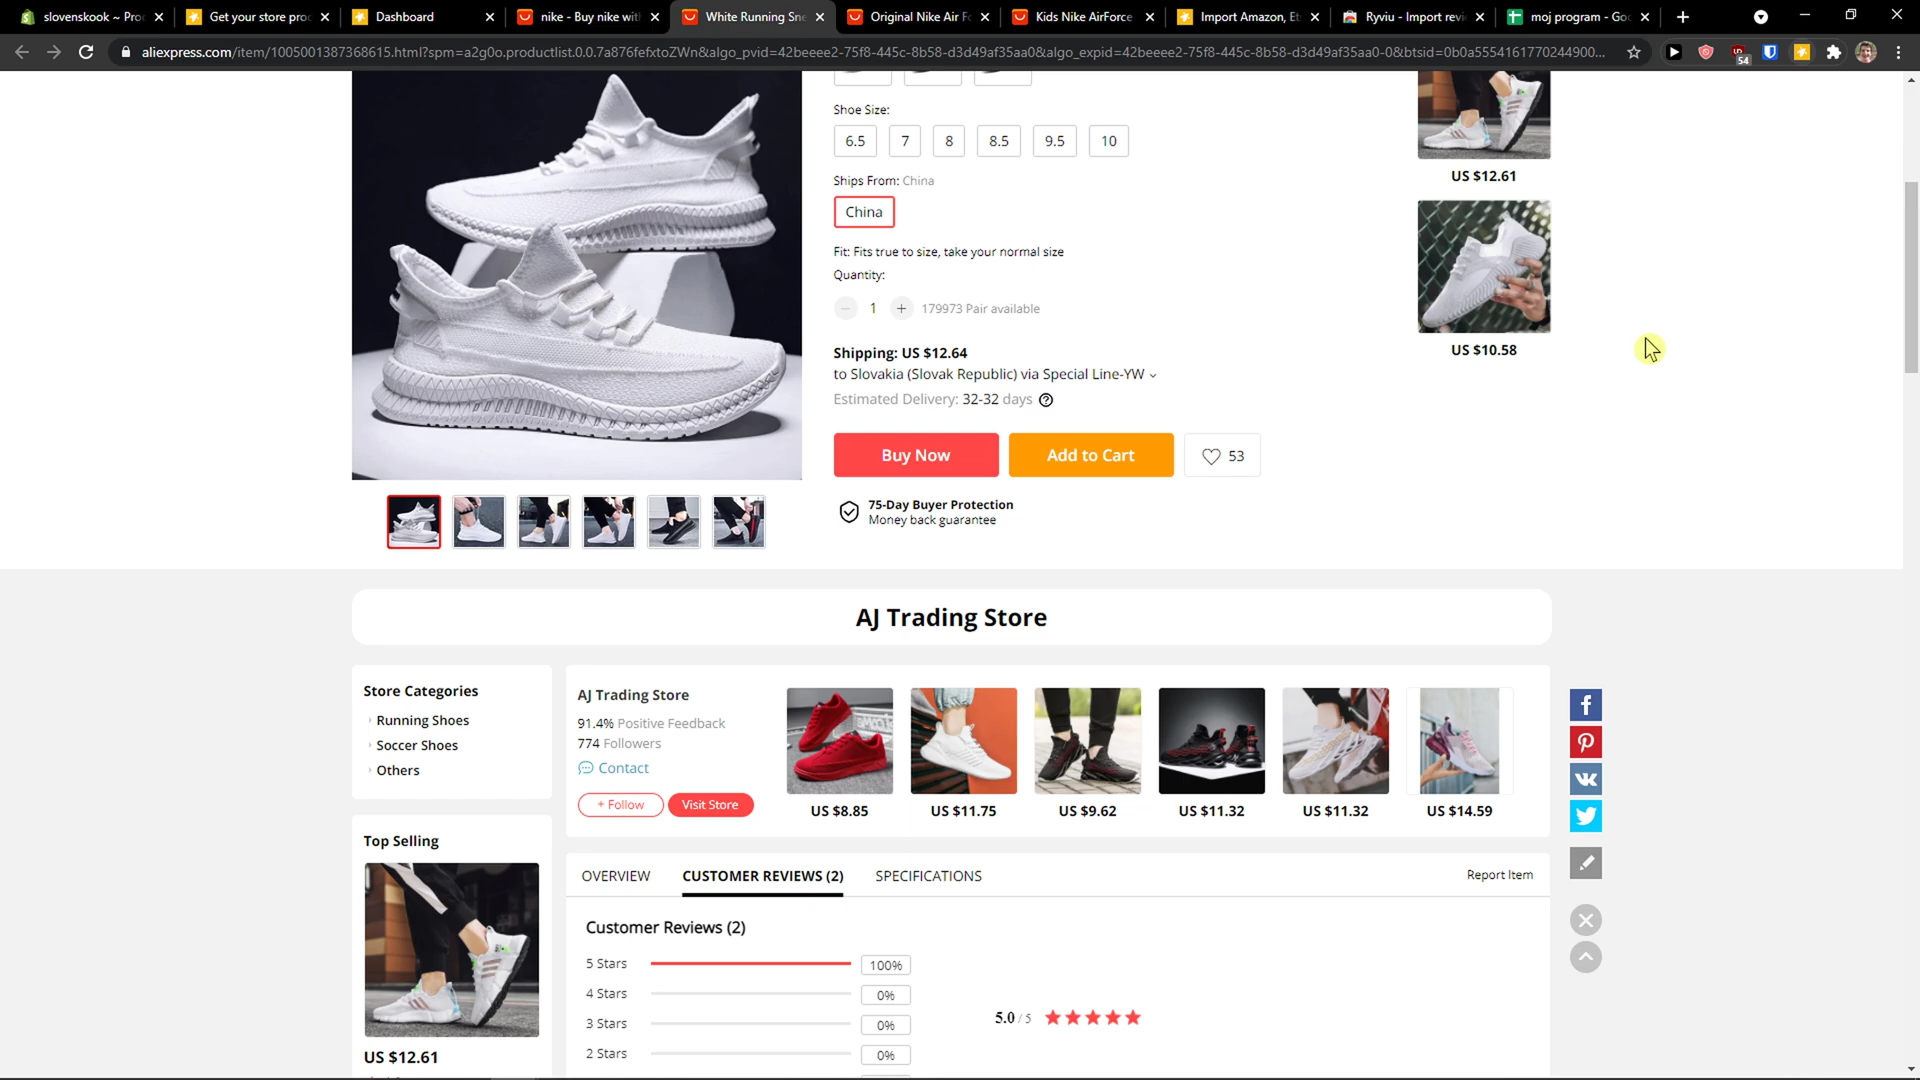 slovenskook ~ Pro
Get your store pro
Dashboard
nike - Buy nike wit
White Running Sne
Original Nike Air F
Kids Nike AirForce
Import Amazon, Et
Ryviu - Import revi
moj program - Goo
aliexpress.com/item/1005001387368615.html?spm=a2g0o.productlist.0.0.7a876fefxtoZWn&algo_pvid=42beeee2-75f8-445c-8b58-d3d49af35aa0&algo_expid=42beeee2-75f8-445c-8b58-d3d49af35aa0-0&btsid=0b0a5554161770244900...
54
Shoe Size:
6.5 7 8 8.5 9.5 10
Ships From: China
China
Fit: Fits true to size, take your normal size
Quantity:
1 + 179973 Pair available
Shipping: US $12.64
to Slovakia (Slovak Republic) via Special Line-YW
Estimated Delivery: 32-32 days
Buy Now
Add to Cart
53
75-Day Buyer Protection
Money back guarantee
US $12.61
US $10.58
AJ Trading Store
Store Categories
Running Shoes
Soccer Shoes
Others
Top Selling
US $12.61
AJ Trading Store
91.4% Positive Feedback
774 Followers
Contact
+ Follow
Visit Store
US $8.85
US $11.75
US $9.62
US $11.32
US $11.32
US $14.59
OVERVIEW
CUSTOMER REVIEWS (2)
SPECIFICATIONS
Report Item
Customer Reviews (2)
5 Stars 100%
4 Stars 0%
3 Stars 0%
2 Stars 0%
5.0 / 5